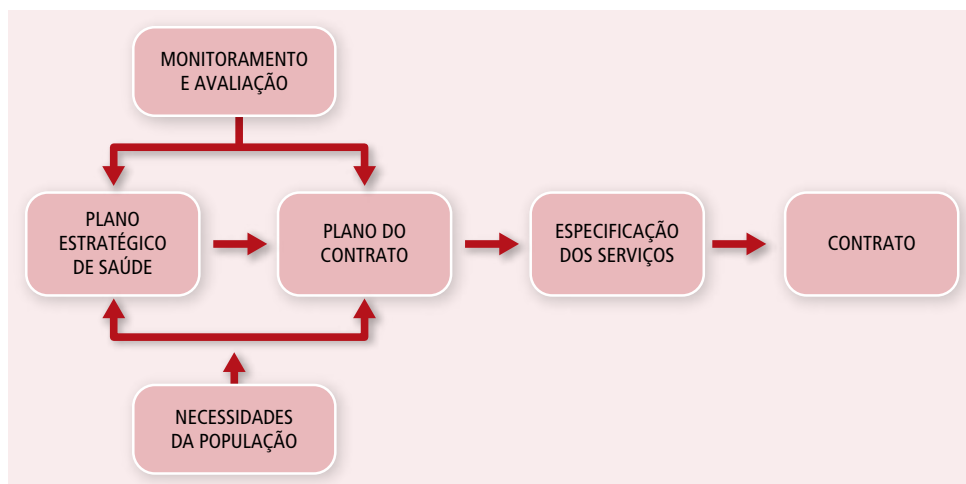 MONITORAMENTO
E AVALIAÇÃO
PLANO
ESTRATÉGICO
DE SAÚDE
PLANO DO
CONTRATO
ESPECIFICAÇÃO
DOS SERVIÇOS
CONTRATO
NECESSIDADES
DA POPULAÇÃO